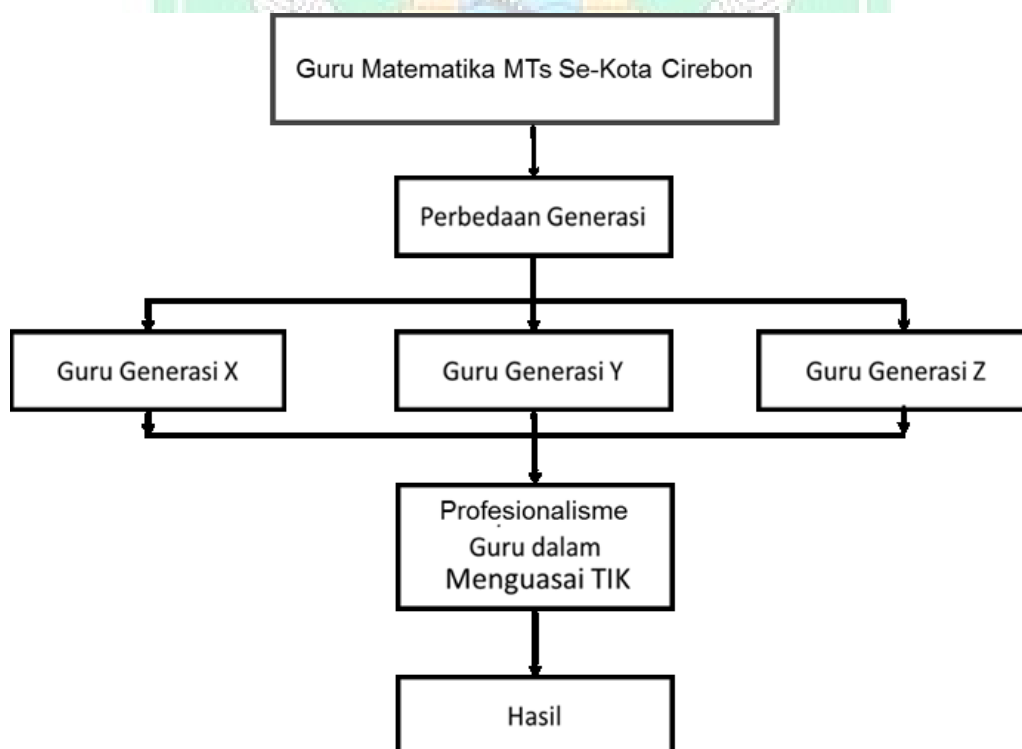 Guru Matematika MTs Se-Kota Cirebon
Perbedaan Generasi
Guru Generasi X
Guru Generasi Y
Guru Generasi Z
Profesionalisme
Guru dalam
Menguasai TIK
Hasil